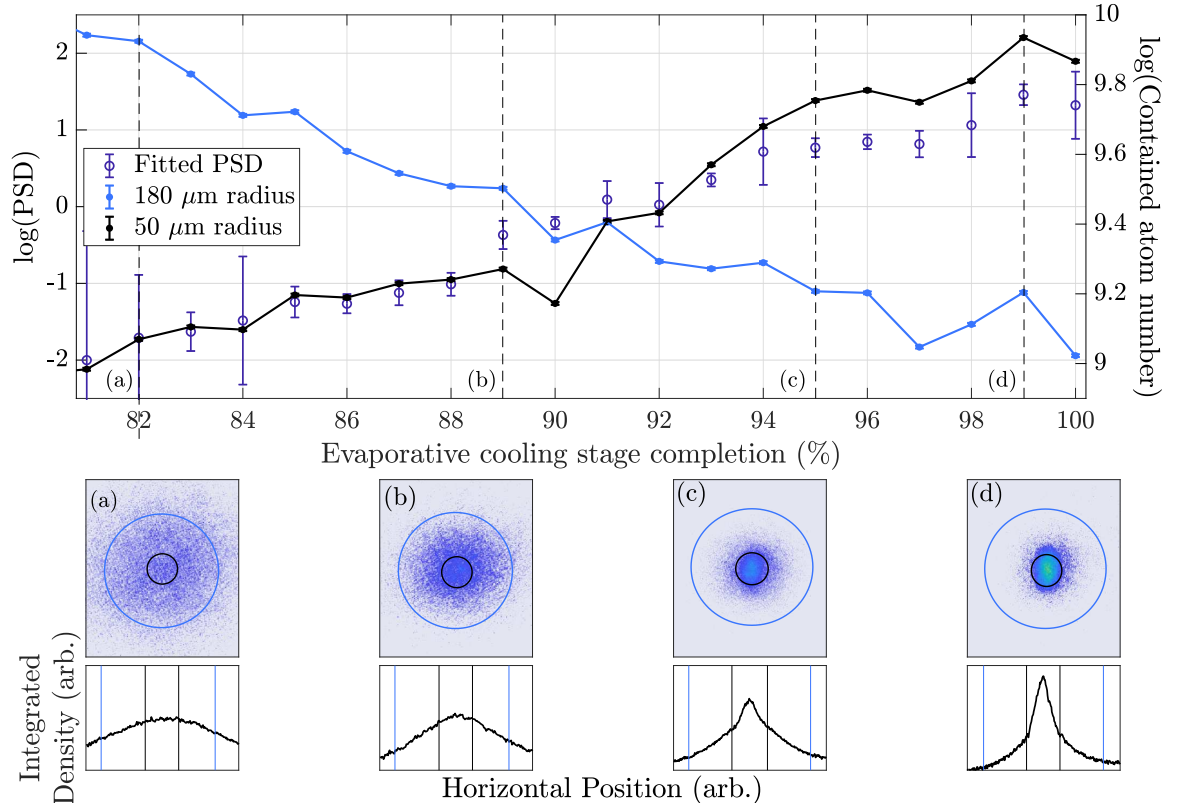 10
2
9.8
1
9.6
0
9.4
-1
9.2
-2
9
log(PSD)
log(Contained atom number)
Fitted PSD
180 μm radius
50 μm radius
(a) (b) (c) (d)
82 84 86 88 90 92 94 96 98 100
Evaporative cooling stage completion (%)
(a) (b) (c) (d)
Integrated
Density (arb.)
Horizontal Position (arb.)